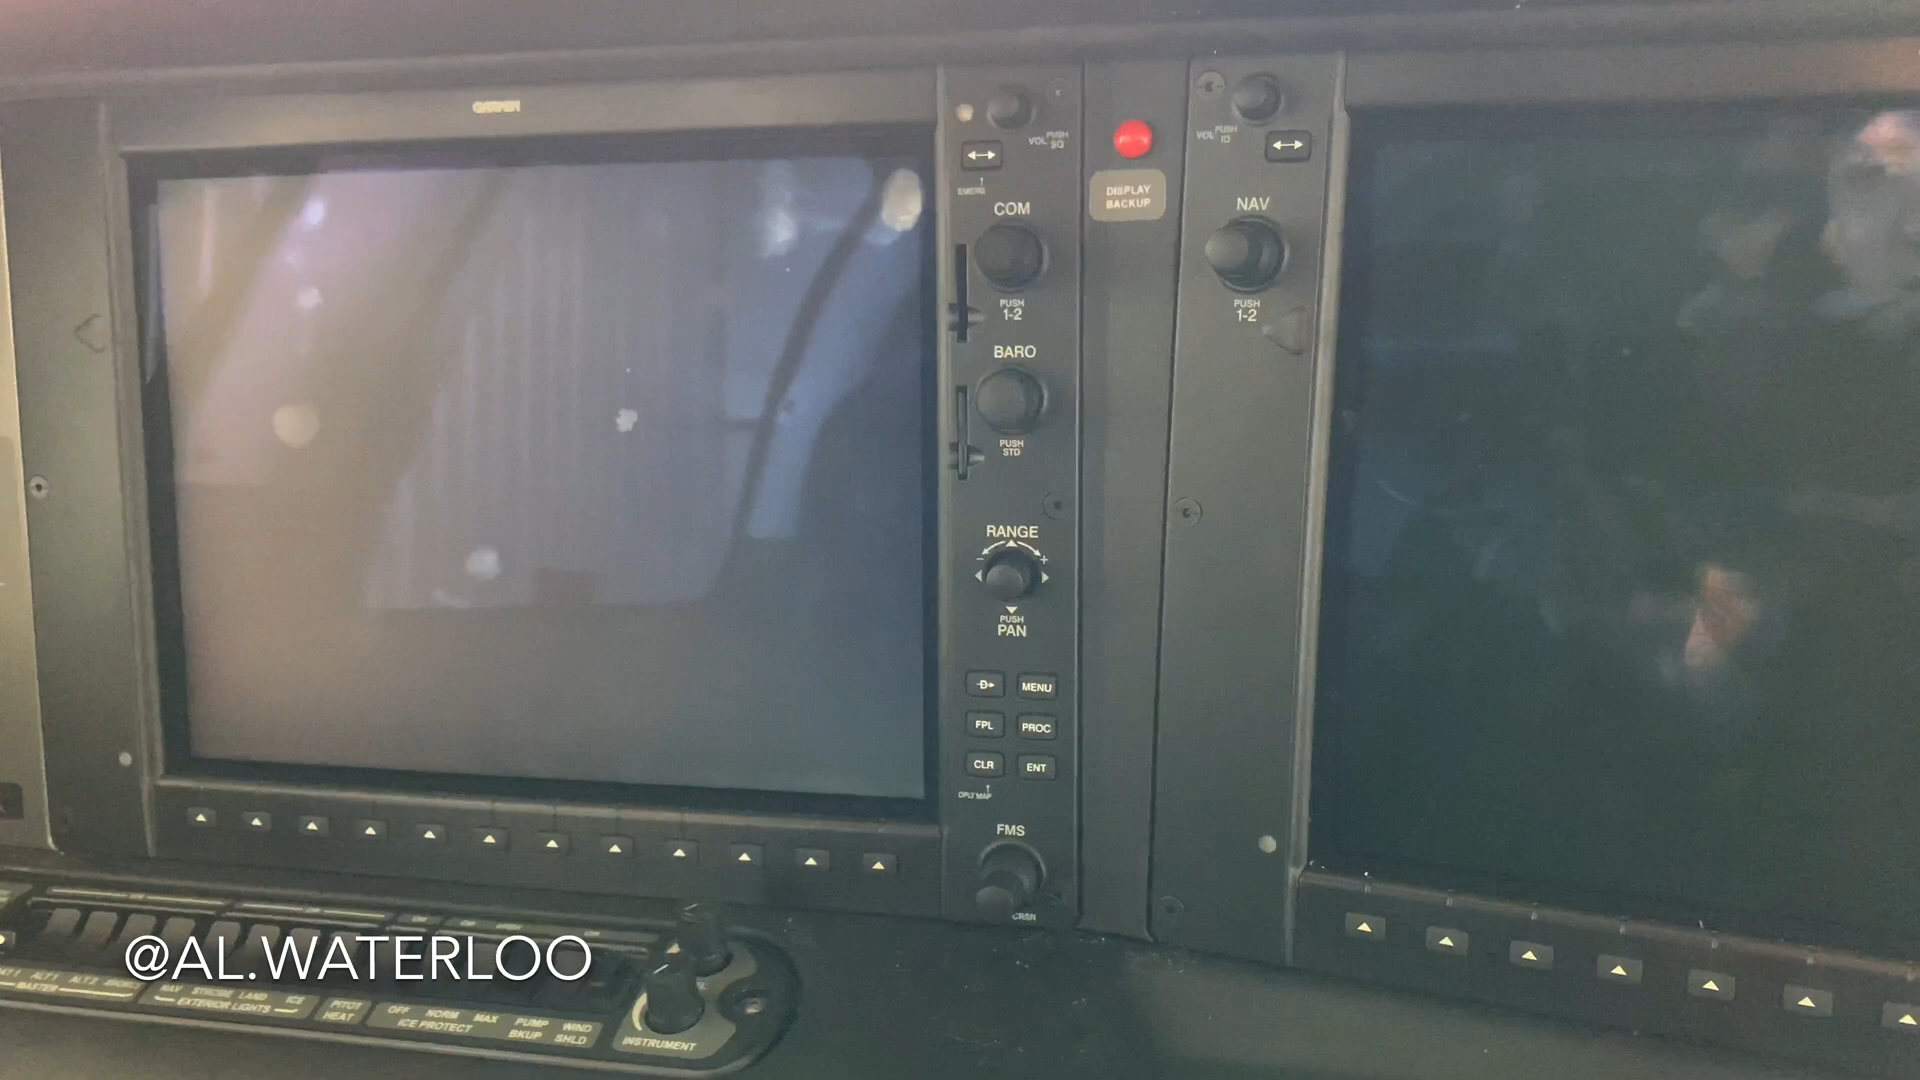 GARMIN
VOL PUSH SQ
EMERG
COM
PUSH
1-2
BARO
PUSH
STD
RANGE
- +
PUSH
PAN
D
MENU
FPL
PROC
CLR
ENT
DFLT MAP
FMS
CRSR
DISPLAY
BACKUP
VOL PUSH ID
NAV
PUSH
1-2
@AL.WATERLOO
ALT 1 ALT 2
MASTER
NAV STROBE LAND ICE
EXTERIOR LIGHTS
PITOT
HEAT
OFF NORM MAX PUMP WIND
ICE PROTECT BKUP SHLD
INSTRUMENT